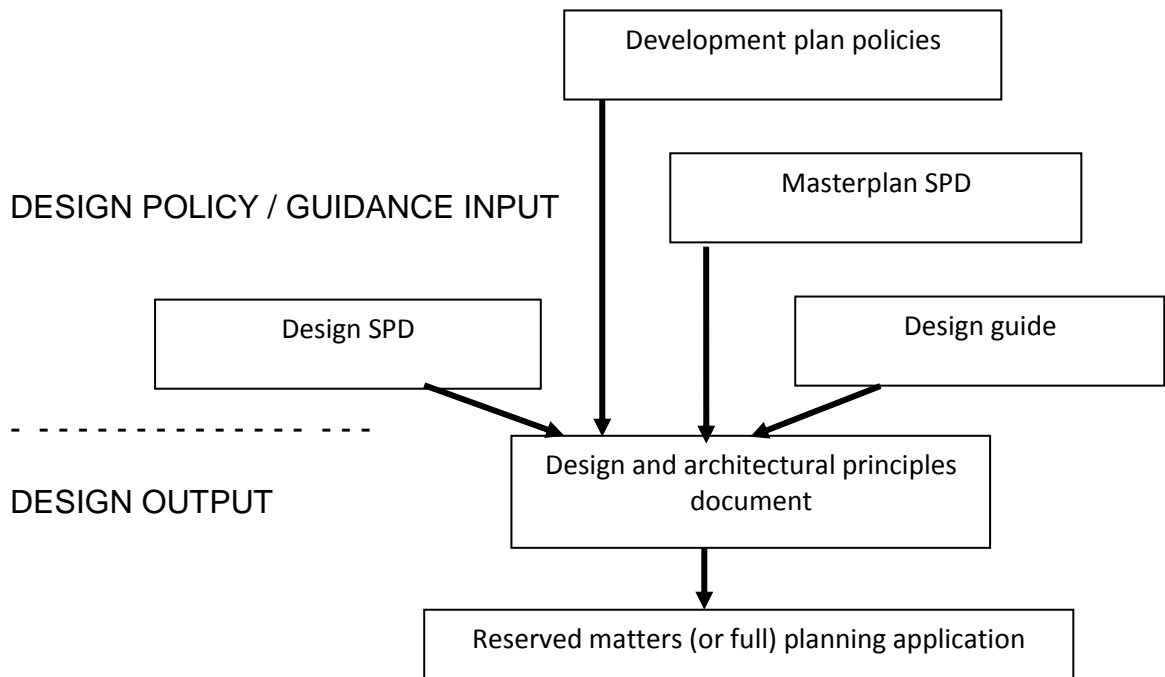 Development plan policies
Masterplan SPD
DESIGN POLICY / GUIDANCE INPUT
Design SPD
Design guide
Design and architectural principles
document
DESIGN OUTPUT
Reserved matters (or full) planning application